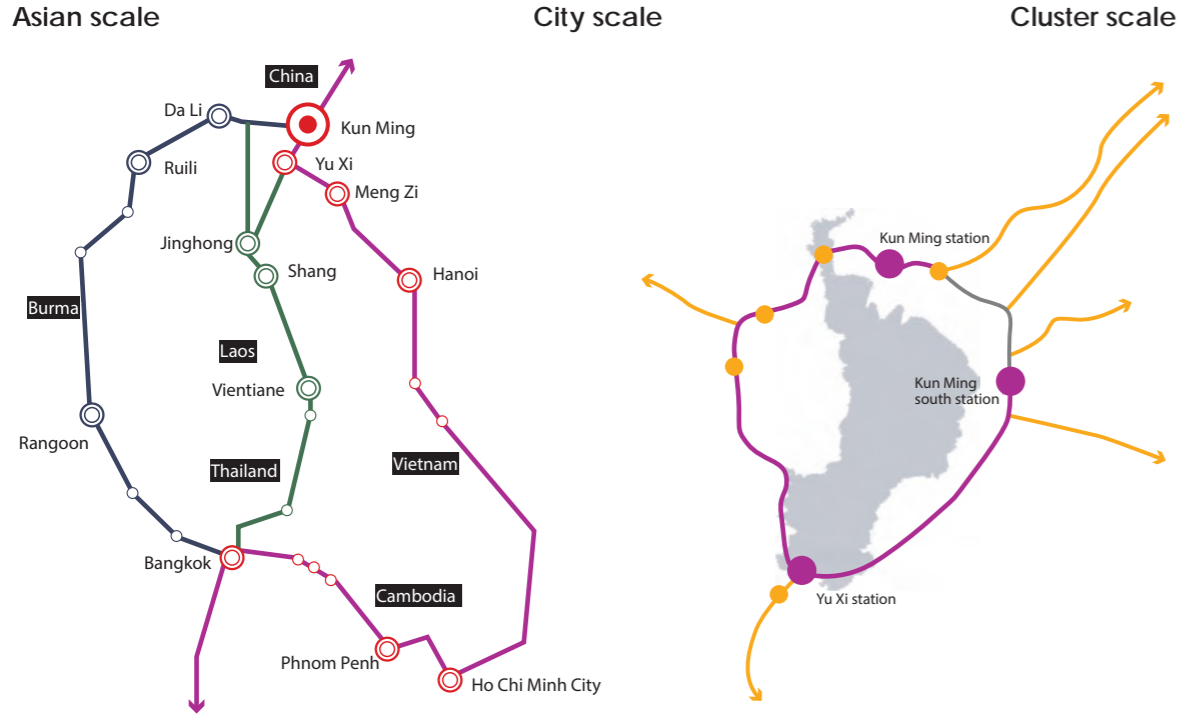 Asian scale
City scale
Cluster scale
China
Da Li
Kun Ming
Ruili
Yu Xi
Meng Zi
Jinghong
Shang
Hanoi
Burma
Laos
Vientiane
Rangoon
Thailand
Vietnam
Bangkok
Cambodia
Phnom Penh
Ho Chi Minh City
Kun Ming station
Kun Ming
south station
Yu Xi station